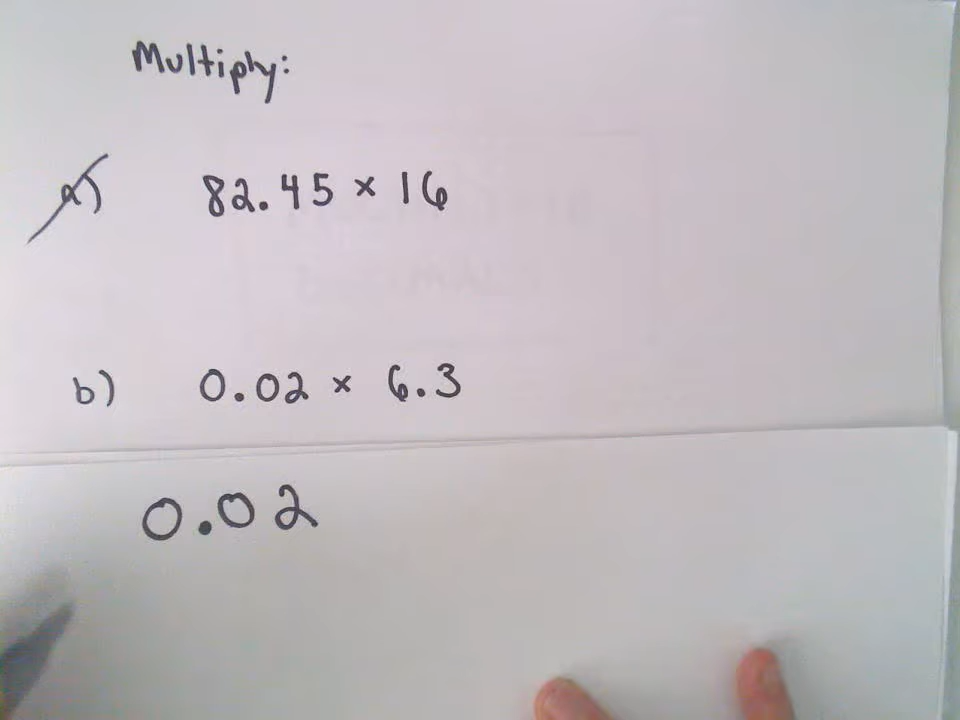 Multiply:
a) 82.45 × 16
b) 0.02 × 6.3
0.02